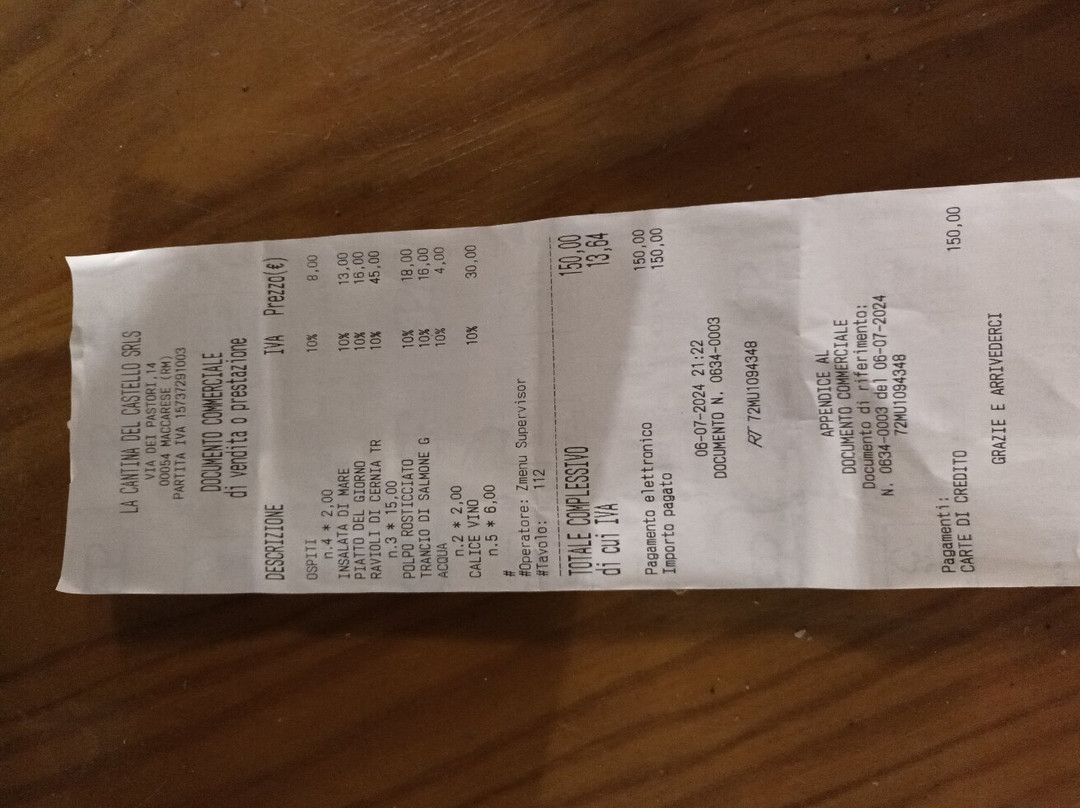 LA CANTINA DEL CASTELLO SRLS
VIA DEI PASTORI,14
00054 MACCARESE (RM)
PARTITA IVA 15737291003
DOCUMENTO COMMERCIALE
di vendita o prestazione
DESCRIZIONE IVA Prezzo(€)
OSPITI 10% 8,00
n.4 * 2,00
INSALATA DI MARE 10% 13,00
PIATTO DEL GIORNO 10% 16,00
RAVIOLI DI CERNIA TR 10% 45,00
n.3 * 15,00
POLPO ROSTICCIATO 10% 18,00
TRANCIO DI SALMONE G 10% 16,00
ACQUA 10% 4,00
n.2 * 2,00
CALICE VINO 10% 30,00
n.5 * 6,00
#
#Operatore: Zmenu Supervisor
#Tavolo: 112
TOTALE COMPLESSIVO 150,00
di cui IVA 13,64
Pagamento elettronico 150,00
Importo pagato 150,00
06-07-2024 21:22
DOCUMENTO N. 0634-0003
RT 72MU1094348
APPENDICE AL
DOCUMENTO COMMERCIALE
Documento di riferimento:
N. 0634-0003 del 06-07-2024
72MU1094348
Pagamenti:
CARTE DI CREDITO 150,00
GRAZIE E ARRIVEDERCI